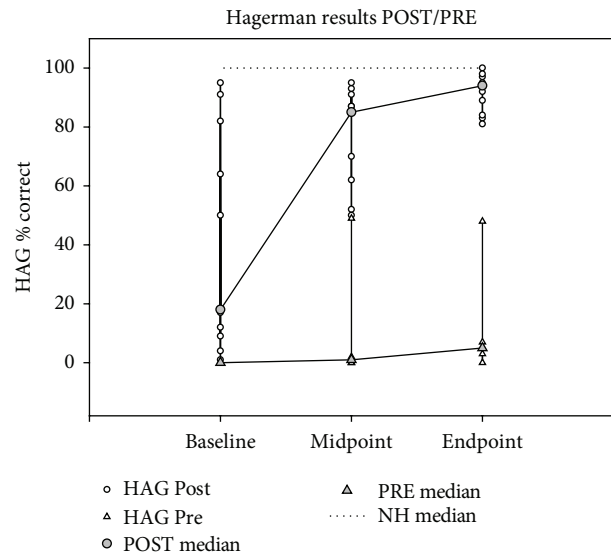 Hagerman results POST/PRE
HAG % correct
100
80
60
40
20
0
Baseline Midpoint Endpoint
HAG Post
HAG Pre
POST median
PRE median
NH median